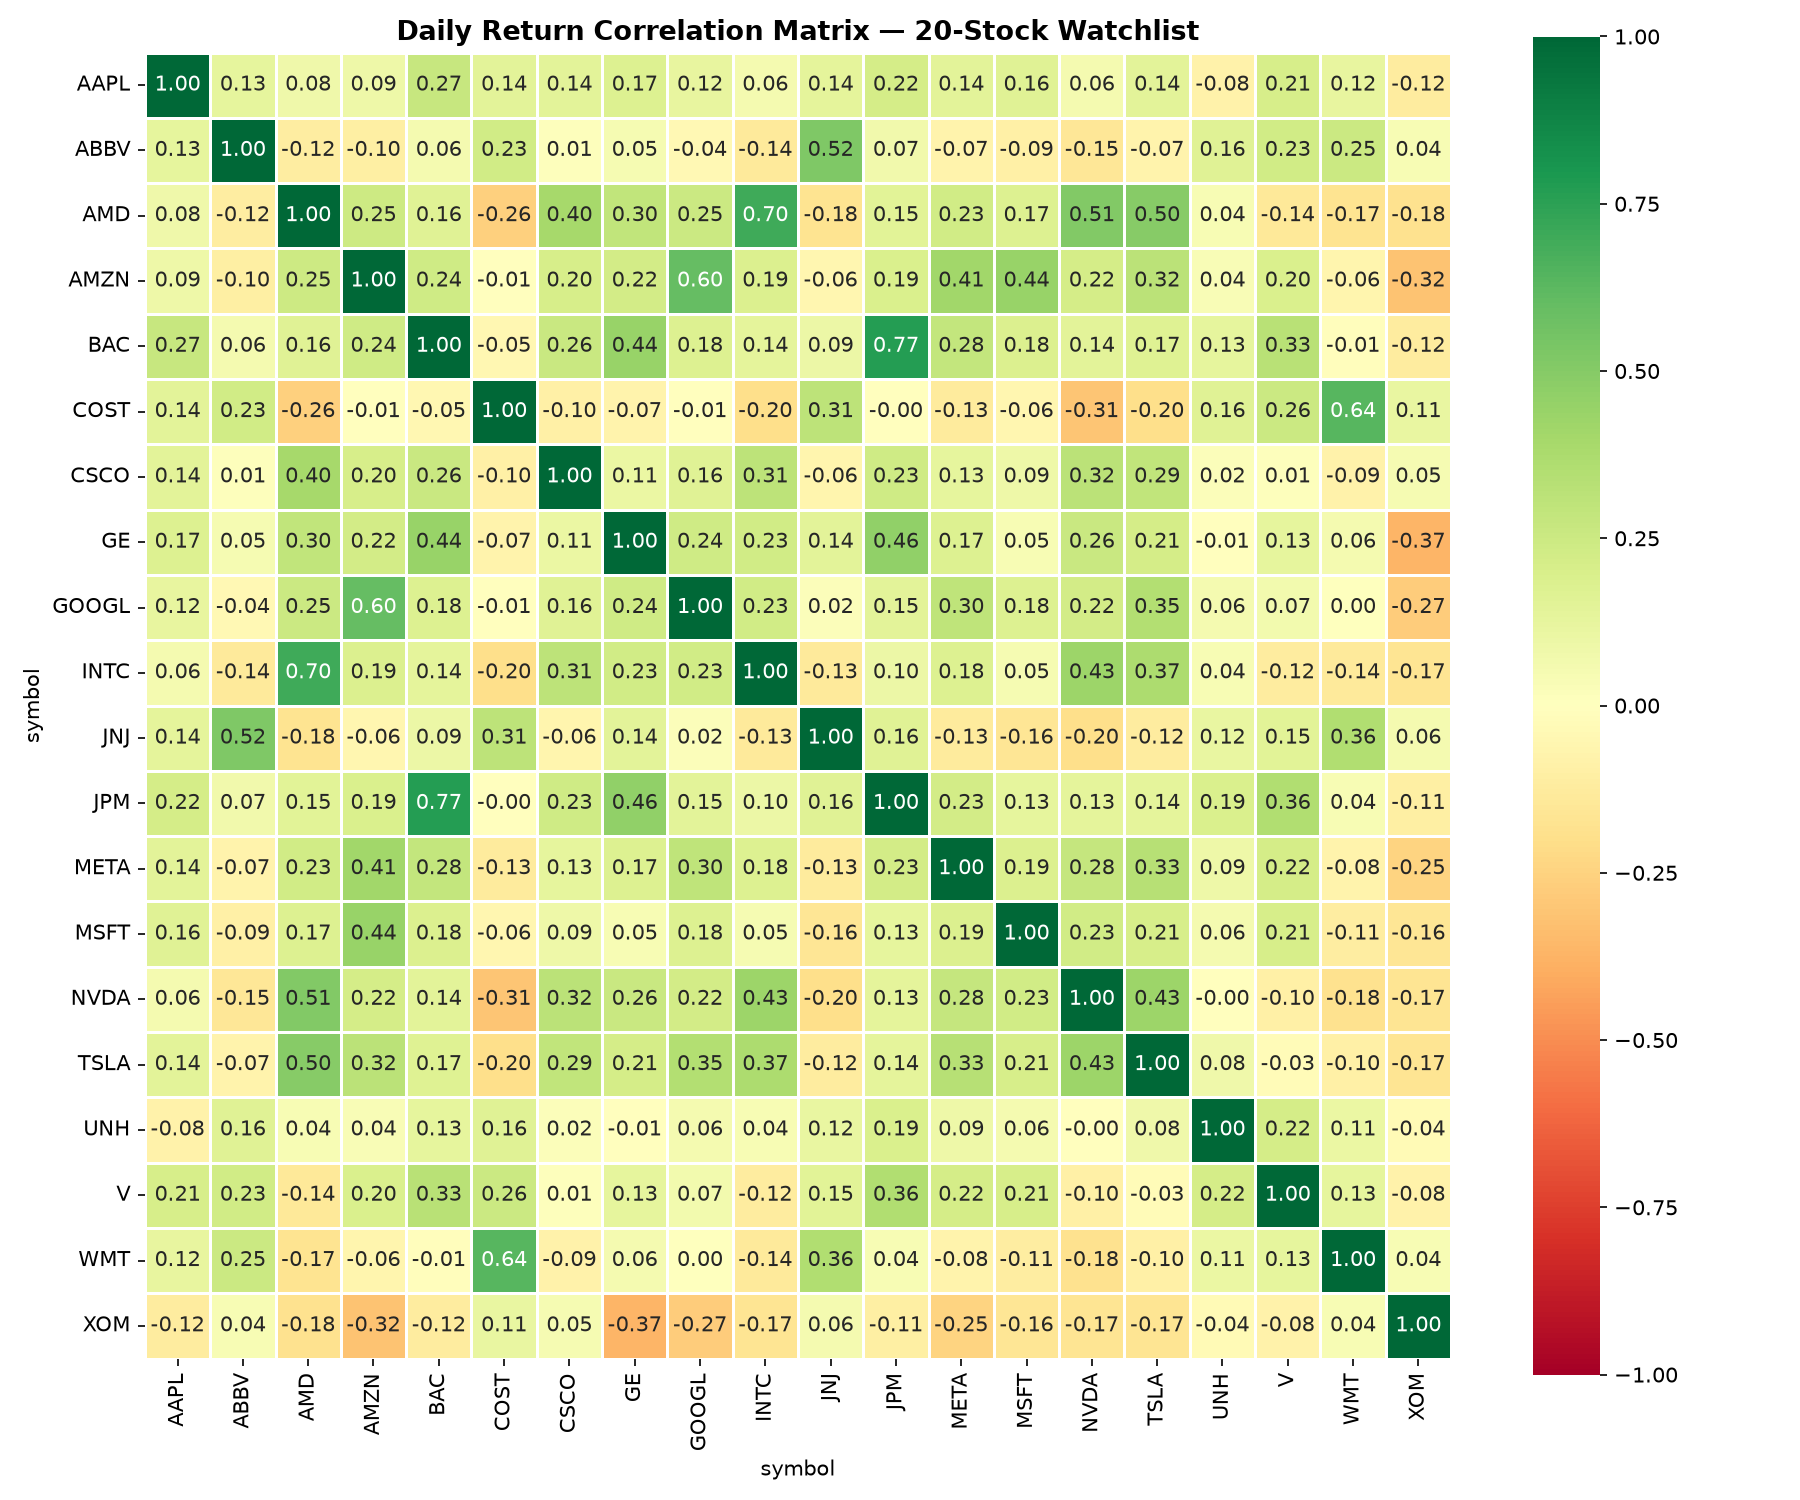 Daily Return Correlation Matrix — 20-Stock Watchlist
AAPL 1.00 0.13 0.08 0.09 0.27 0.14 0.14 0.17 0.12 0.06 0.14 0.22 0.14 0.16 0.06 0.14 -0.08 0.21 0.12 -0.12
ABBV 0.13 1.00 -0.12 -0.10 0.06 0.23 0.01 0.05 -0.04 -0.14 0.52 0.07 -0.07 -0.09 -0.15 -0.07 0.16 0.23 0.25 0.04
AMD 0.08 -0.12 1.00 0.25 0.16 -0.26 0.40 0.30 0.25 0.70 -0.18 0.15 0.23 0.17 0.51 0.50 0.04 -0.14 -0.17 -0.18
AMZN 0.09 -0.10 0.25 1.00 0.24 -0.01 0.20 0.22 0.60 0.19 -0.06 0.19 0.41 0.44 0.22 0.32 0.04 0.20 -0.06 -0.32
BAC 0.27 0.06 0.16 0.24 1.00 -0.05 0.26 0.44 0.18 0.14 0.09 0.77 0.28 0.18 0.14 0.17 0.13 0.33 -0.01 -0.12
COST 0.14 0.23 -0.26 -0.01 -0.05 1.00 -0.10 -0.07 -0.01 -0.20 0.31 -0.00 -0.13 -0.06 -0.31 -0.20 0.16 0.26 0.64 0.11
CSCO 0.14 0.01 0.40 0.20 0.26 -0.10 1.00 0.11 0.16 0.31 -0.06 0.23 0.13 0.09 0.32 0.29 0.02 0.01 -0.09 0.05
GE 0.17 0.05 0.30 0.22 0.44 -0.07 0.11 1.00 0.24 0.23 0.14 0.46 0.17 0.05 0.26 0.21 -0.01 0.13 0.06 -0.37
GOOGL 0.12 -0.04 0.25 0.60 0.18 -0.01 0.16 0.24 1.00 0.23 0.02 0.15 0.30 0.18 0.22 0.35 0.06 0.07 0.00 -0.27
INTC 0.06 -0.14 0.70 0.19 0.14 -0.20 0.31 0.23 0.23 1.00 -0.13 0.10 0.18 0.05 0.43 0.37 0.04 -0.12 -0.14 -0.17
JNJ 0.14 0.52 -0.18 -0.06 0.09 0.31 -0.06 0.14 0.02 -0.13 1.00 0.16 -0.13 -0.16 -0.20 -0.12 0.12 0.15 0.36 0.06
JPM 0.22 0.07 0.15 0.19 0.77 -0.00 0.23 0.46 0.15 0.10 0.16 1.00 0.23 0.13 0.13 0.14 0.19 0.36 0.04 -0.11
META 0.14 -0.07 0.23 0.41 0.28 -0.13 0.13 0.17 0.30 0.18 -0.13 0.23 1.00 0.19 0.28 0.33 0.09 0.22 -0.08 -0.25
MSFT 0.16 -0.09 0.17 0.44 0.18 -0.06 0.09 0.05 0.18 0.05 -0.16 0.13 0.19 1.00 0.23 0.21 0.06 0.21 -0.11 -0.16
NVDA 0.06 -0.15 0.51 0.22 0.14 -0.31 0.32 0.26 0.22 0.43 -0.20 0.13 0.28 0.23 1.00 0.43 -0.00 -0.10 -0.18 -0.17
TSLA 0.14 -0.07 0.50 0.32 0.17 -0.20 0.29 0.21 0.35 0.37 -0.12 0.14 0.33 0.21 0.43 1.00 0.08 -0.03 -0.10 -0.17
UNH -0.08 0.16 0.04 0.04 0.13 0.16 0.02 -0.01 0.06 0.04 0.12 0.19 0.09 0.06 -0.00 0.08 1.00 0.22 0.11 -0.04
V 0.21 0.23 -0.14 0.20 0.33 0.26 0.01 0.13 0.07 -0.12 0.15 0.36 0.22 0.21 -0.10 -0.03 0.22 1.00 0.13 -0.08
WMT 0.12 0.25 -0.17 -0.06 -0.01 0.64 -0.09 0.06 0.00 -0.14 0.36 0.04 -0.08 -0.11 -0.18 -0.10 0.11 0.13 1.00 0.04
XOM -0.12 0.04 -0.18 -0.32 -0.12 0.11 0.05 -0.37 -0.27 -0.17 0.06 -0.11 -0.25 -0.16 -0.17 -0.17 -0.04 -0.08 0.04 1.00
AAPL ABBV AMD AMZN BAC COST CSCO GE GOOGL INTC JNJ JPM META MSFT NVDA TSLA UNH V WMT XOM
symbol
symbol
1.00
0.75
0.50
0.25
0.00
−0.25
−0.50
−0.75
−1.00